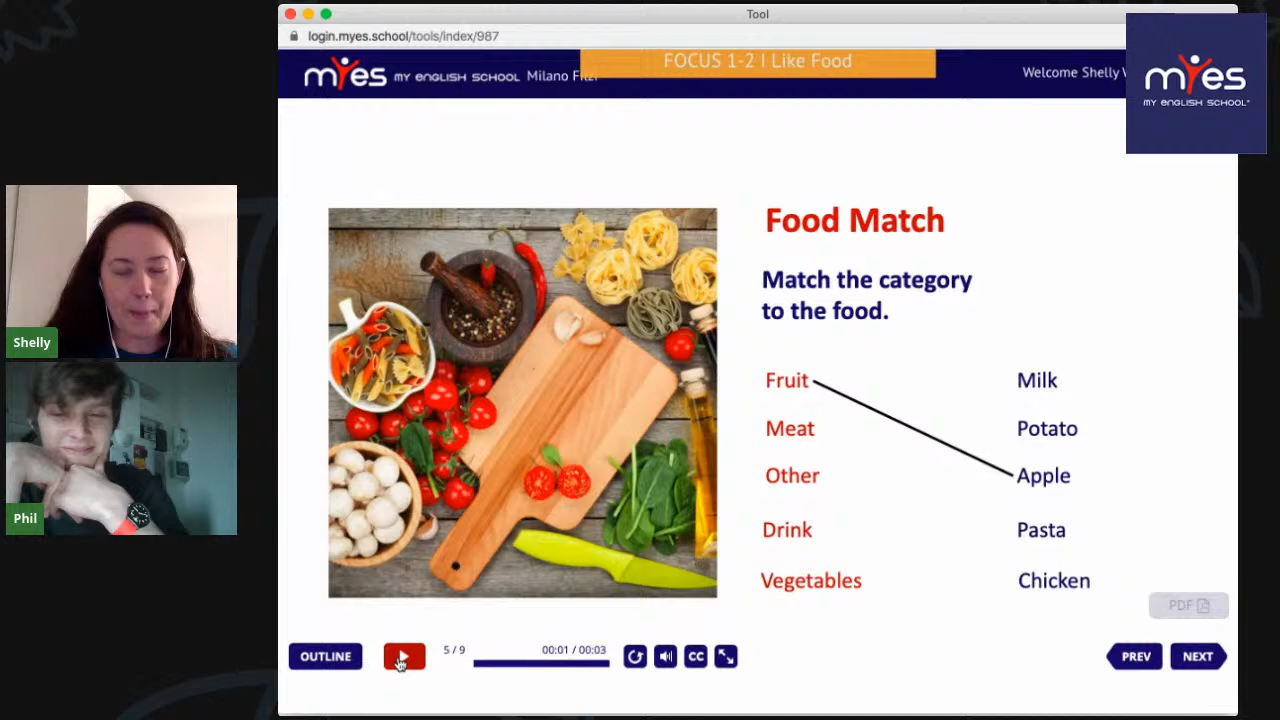 Tool
login.myes.school/tools/index/987
myes MY ENGLISH SCHOOL Milano
FOCUS 1-2 I Like Food
Welcome Shelly
myes
MY ENGLISH SCHOOL
Food Match
Match the category
to the food.
Fruit Milk
Meat Potato
Other Apple
Drink Pasta
Vegetables Chicken
Shelly
Phil
PDF
OUTLINE 5 / 9 00:01 / 00:03 CC PREV NEXT